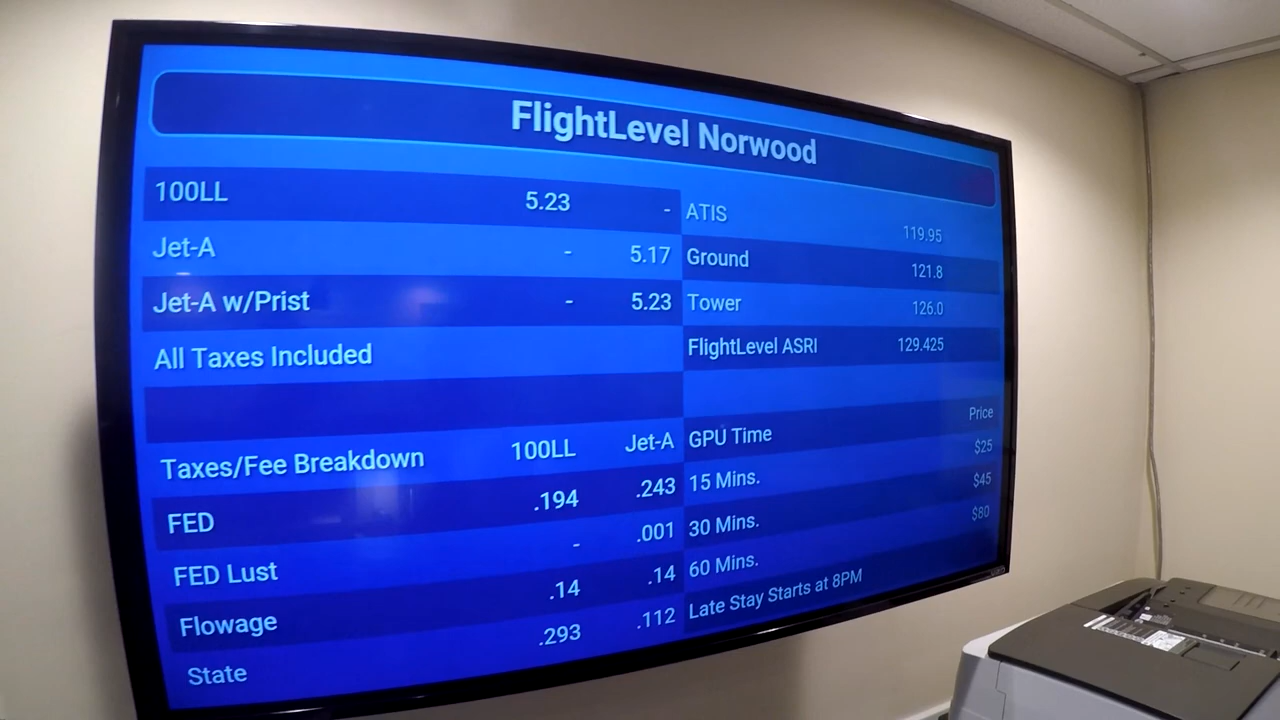 FlightLevel Norwood
100LL 5.23 -
Jet-A - 5.17
Jet-A w/Prist - 5.23
All Taxes Included
Taxes/Fee Breakdown 100LL Jet-A
FED .194 .243
FED Lust - .001
Flowage .14 .14
State .293 .112
ATIS 119.95
Ground 121.8
Tower 126.0
FlightLevel ASRI 129.425
GPU Time Price
15 Mins. $25
30 Mins. $45
60 Mins. $80
Late Stay Starts at 8PM